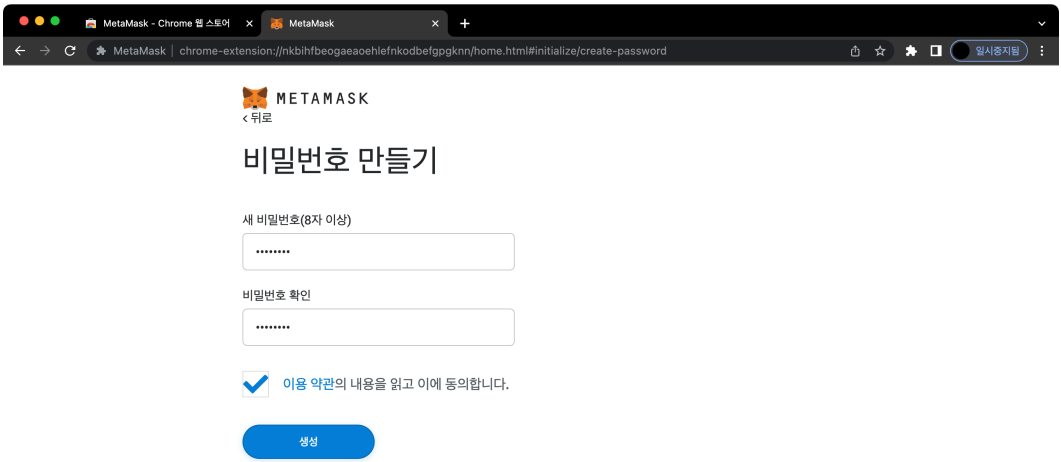 MetaMask - Chrome 웹 스토어
MetaMask
MetaMask | chrome-extension://nkbihfbeogaeaoehlefnkodbefgpgknn/home.html#initialize/create-password
일시중지됨
METAMASK
< 뒤로
비밀번호 만들기
새 비밀번호(8자 이상)
••••••••
비밀번호 확인
••••••••
이용 약관의 내용을 읽고 이에 동의합니다.
생성